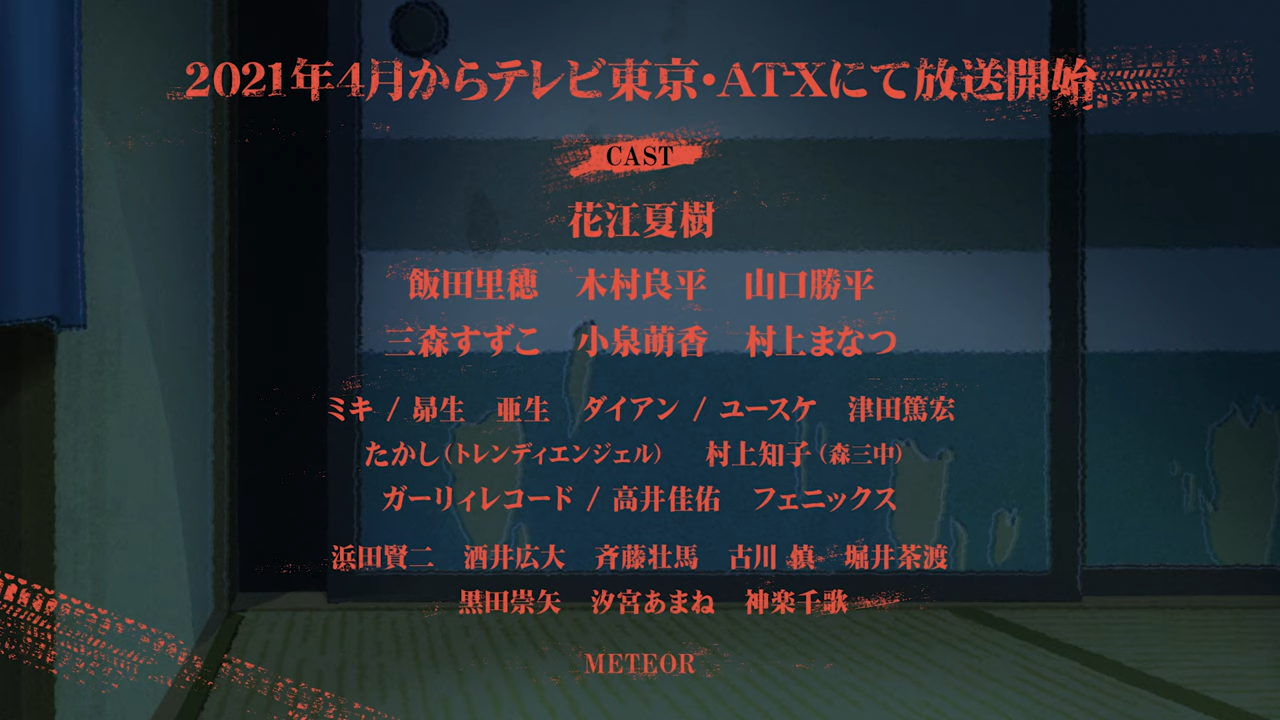 2021年4月からテレビ東京・AT-Xにて放送開始
CAST
花江夏樹
飯田里穂 木村良平 山口勝平
三森すずこ 小泉萌香 村上まなつ
ミキ / 昴生 亜生 ダイアン / ユースケ 津田篤宏
たかし（トレンディエンジェル） 村上知子（森三中）
ガーリィレコード / 高井佳佑 フェニックス
浜田賢二 酒井広大 斉藤壮馬 古川 慎 堀井茶渡
黒田崇矢 汐宮あまね 神楽千歌
METEOR